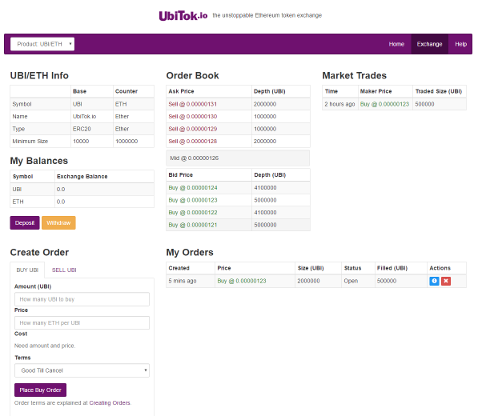 UbiTok.io the unstoppable Ethereum token exchange
Product: UBI/ETH
Home Exchange Help
UBI/ETH Info
Base Counter
Symbol UBI ETH
Name UbiTok.io Ether
Type ERC20 Ether
Minimum Size 10000 1000000
My Balances
Symbol Exchange Balance
UBI 0.0
ETH 0.0
Deposit Withdraw
Order Book
Ask Price Depth (UBI)
Sell @ 0.00000131 2000000
Sell @ 0.00000130 1000000
Sell @ 0.00000129 1000000
Sell @ 0.00000128 2000000
Mid @ 0.00000126
Bid Price Depth (UBI)
Buy @ 0.00000124 4100000
Buy @ 0.00000123 5000000
Buy @ 0.00000122 4100000
Buy @ 0.00000121 5000000
Market Trades
Time Maker Price Traded Size (UBI)
2 hours ago Buy @ 0.00000123 500000
Create Order
BUY UBI SELL UBI
Amount (UBI)
How many UBI to buy
Price
How many ETH per UBI
Cost
Need amount and price.
Terms
Good Till Cancel
Place Buy Order
Order terms are explained at Creating Orders
My Orders
Created Price Size (UBI) Status Filled (UBI) Actions
5 mins ago Buy @ 0.00000123 2000000 Open 500000